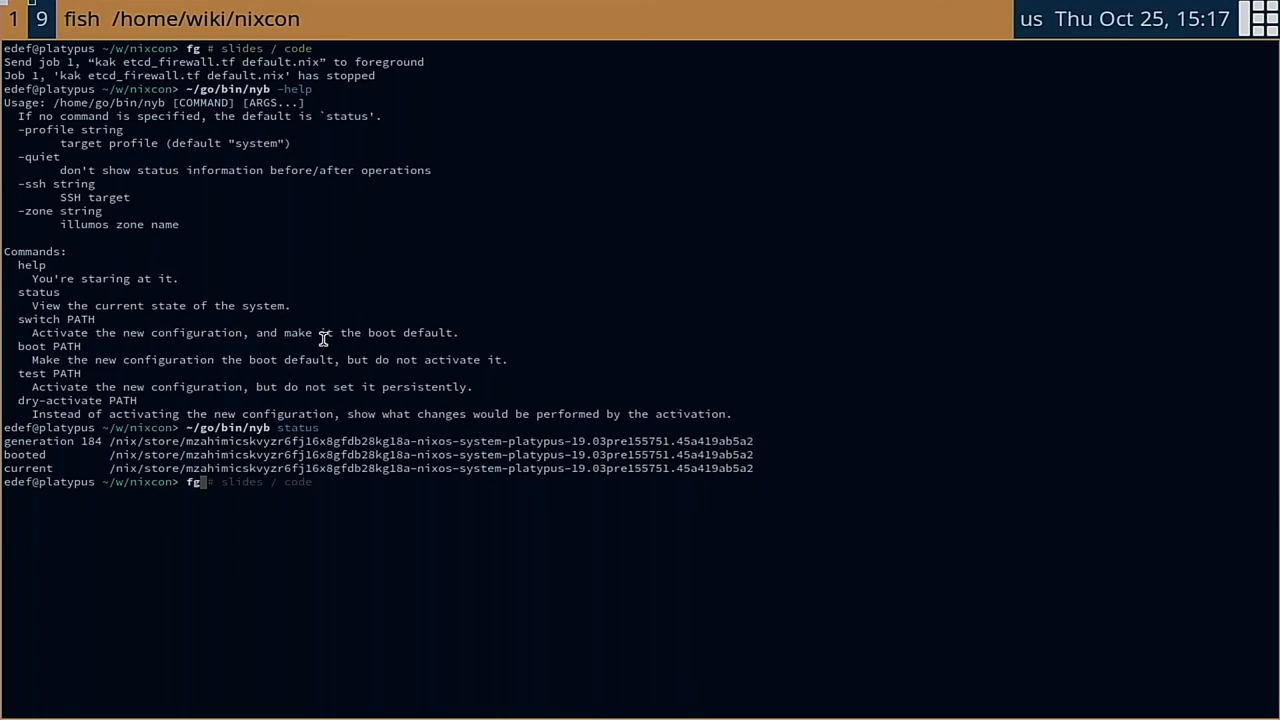 1 9 fish /home/wiki/nixcon us Thu Oct 25, 15:17
edef@platypus ~/w/nixcon> fg # slides / code
Send job 1, “kak etcd_firewall.tf default.nix” to foreground
Job 1, 'kak etcd_firewall.tf default.nix' has stopped
edef@platypus ~/w/nixcon> ~/go/bin/nyb -help
Usage: /home/go/bin/nyb [COMMAND] [ARGS...]
  If no command is specified, the default is `status'.
  -profile string
        target profile (default "system")
  -quiet
        don't show status information before/after operations
  -ssh string
        SSH target
  -zone string
        illumos zone name

Commands:
  help
    You're staring at it.
  status
    View the current state of the system.
  switch PATH
    Activate the new configuration, and make it the boot default.
  boot PATH
    Make the new configuration the boot default, but do not activate it.
  test PATH
    Activate the new configuration, but do not set it persistently.
  dry-activate PATH
    Instead of activating the new configuration, show what changes would be performed by the activation.
edef@platypus ~/w/nixcon> ~/go/bin/nyb status
generation 184 /nix/store/mzahimicskvyzr6fj16x8gfdb28kg18a-nixos-system-platypus-19.03pre155751.45a419ab5a2
booted         /nix/store/mzahimicskvyzr6fj16x8gfdb28kg18a-nixos-system-platypus-19.03pre155751.45a419ab5a2
current        /nix/store/mzahimicskvyzr6fj16x8gfdb28kg18a-nixos-system-platypus-19.03pre155751.45a419ab5a2
edef@platypus ~/w/nixcon> fg # slides / code